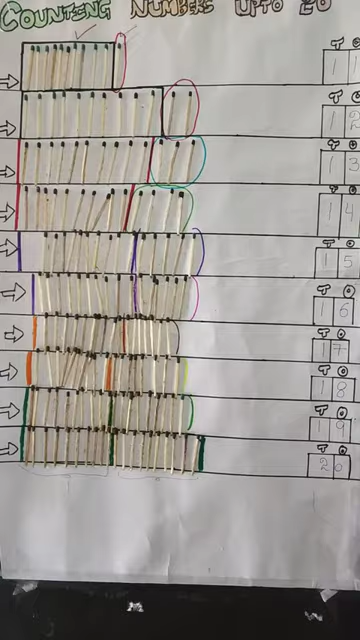 COUNTING NUMBERS UPTO 20
T O
1 1
T O
1 2
T O
1 3
T O
1 4
T O
1 5
T O
1 6
T O
1 7
T O
1 8
T O
1 9
T O
2 0